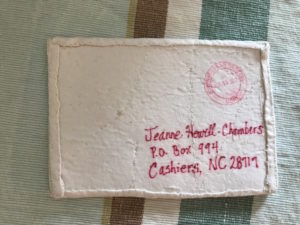 Jeanne Hewell-Chambers
P.O. Box 994
Cashiers, NC 28717